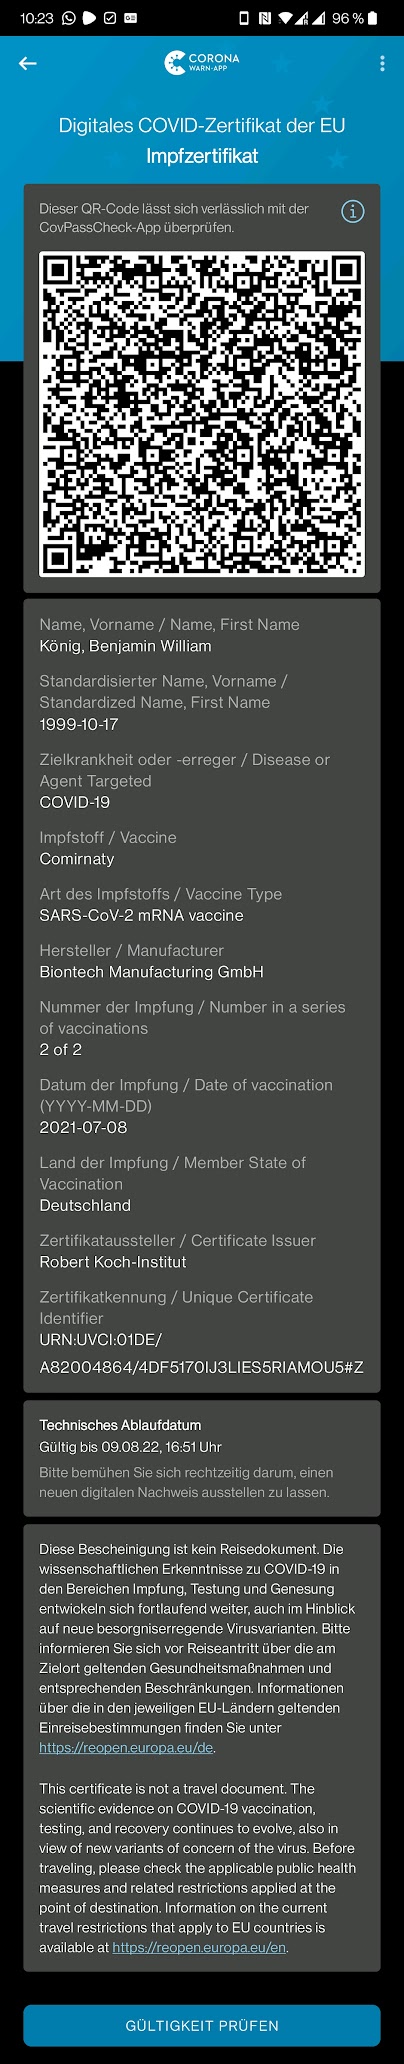 10:23
96 %
CORONA
WARN-APP
Digitales COVID-Zertifikat der EU
Impfzertifikat
Dieser QR-Code lässt sich verlässlich mit der
CovPassCheck-App überprüfen.
Name, Vorname / Name, First Name
König, Benjamin William
Standardisierter Name, Vorname /
Standardized Name, First Name
1999-10-17
Zielkrankheit oder -erreger / Disease or
Agent Targeted
COVID-19
Impfstoff / Vaccine
Comirnaty
Art des Impfstoffs / Vaccine Type
SARS-CoV-2 mRNA vaccine
Hersteller / Manufacturer
Biontech Manufacturing GmbH
Nummer der Impfung / Number in a series
of vaccinations
2 of 2
Datum der Impfung / Date of vaccination
(YYYY-MM-DD)
2021-07-08
Land der Impfung / Member State of
Vaccination
Deutschland
Zertifikataussteller / Certificate Issuer
Robert Koch-Institut
Zertifikatkennung / Unique Certificate
Identifier
URN:UVCI:01DE/
A82004864/4DF5170IJ3LIES5RIAMOU5#Z
Technisches Ablaufdatum
Gültig bis 09.08.22, 16:51 Uhr
Bitte bemühen Sie sich rechtzeitig darum, einen
neuen digitalen Nachweis ausstellen zu lassen.
Diese Bescheinigung ist kein Reisedokument. Die
wissenschaftlichen Erkenntnisse zu COVID-19 in
den Bereichen Impfung, Testung und Genesung
entwickeln sich fortlaufend weiter, auch im Hinblick
auf neue besorgniserregende Virusvarianten. Bitte
informieren Sie sich vor Reiseantritt über die am
Zielort geltenden Gesundheitsmaßnahmen und
entsprechenden Beschränkungen. Informationen
über die in den jeweiligen EU-Ländern geltenden
Einreisebestimmungen finden Sie unter
https://reopen.europa.eu/de.
This certificate is not a travel document. The
scientific evidence on COVID-19 vaccination,
testing, and recovery continues to evolve, also in
view of new variants of concern of the virus. Before
traveling, please check the applicable public health
measures and related restrictions applied at the
point of destination. Information on the current
travel restrictions that apply to EU countries is
available at https://reopen.europa.eu/en.
GÜLTIGKEIT PRÜFEN